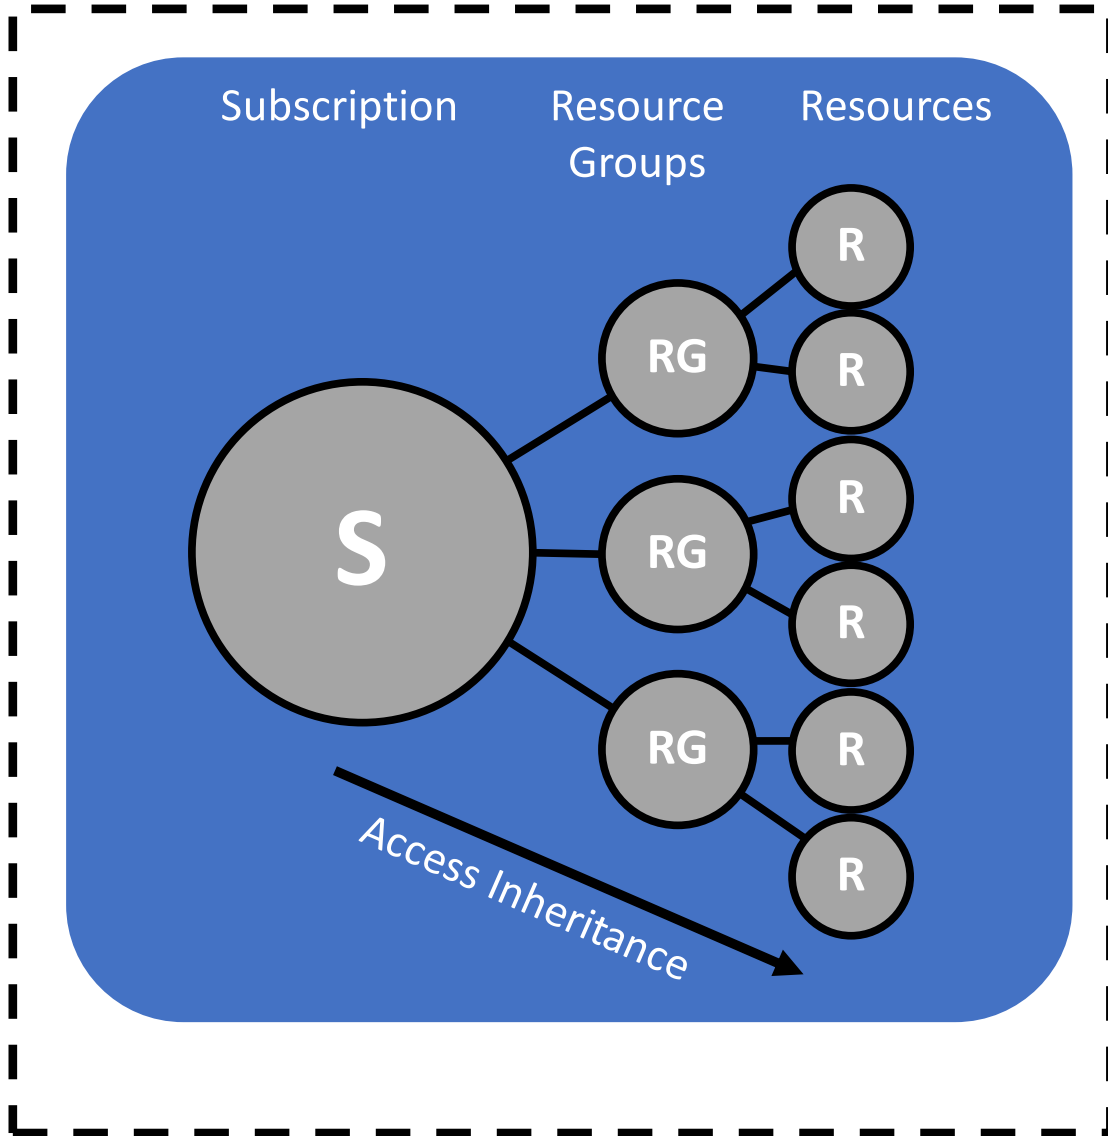 Subscription
Resource
Groups
Resources
R
RG
R
R
S
RG
R
R
RG
R
R
Access Inheritance